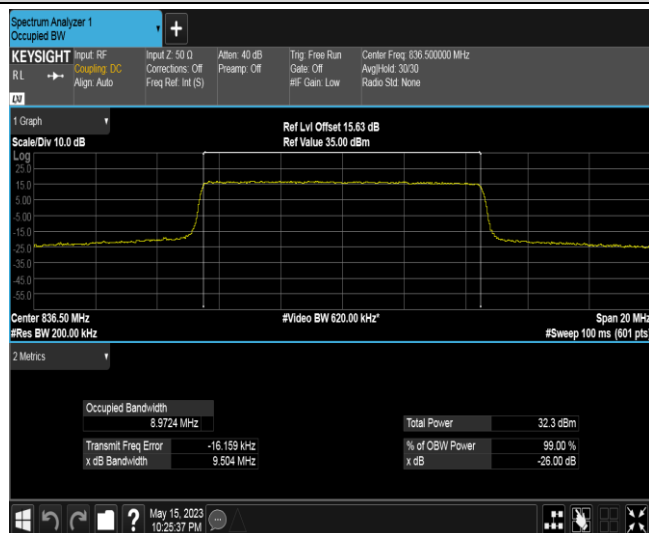 Spectrum Analyzer 1
Occupied BW
+
KEYSIGHT
RL
LXI
Input: RF
Coupling: DC
Align: Auto
Input Z: 50 Ω
Corrections: Off
Freq Ref: Int (S)
Atten: 40 dB
Preamp: Off
Trig: Free Run
Gate: Off
#IF Gain: Low
Center Freq: 836.500000 MHz
Avg|Hold: 30/30
Radio Std: None
1 Graph
Scale/Div 10.0 dB
Ref Lvl Offset 15.63 dB
Ref Value 35.00 dBm
Log
25.0
15.0
5.00
-5.00
-15.0
-25.0
-35.0
-45.0
-55.0
Center 836.50 MHz
#Res BW 200.00 kHz
#Video BW 620.00 kHz*
Span 20 MHz
#Sweep 100 ms (601 pts)
2 Metrics
Occupied Bandwidth
8.9724 MHz
Transmit Freq Error -16.159 kHz
x dB Bandwidth 9.504 MHz
Total Power 32.3 dBm
% of OBW Power 99.00 %
x dB -26.00 dB
?
May 15, 2023
10:25:37 PM